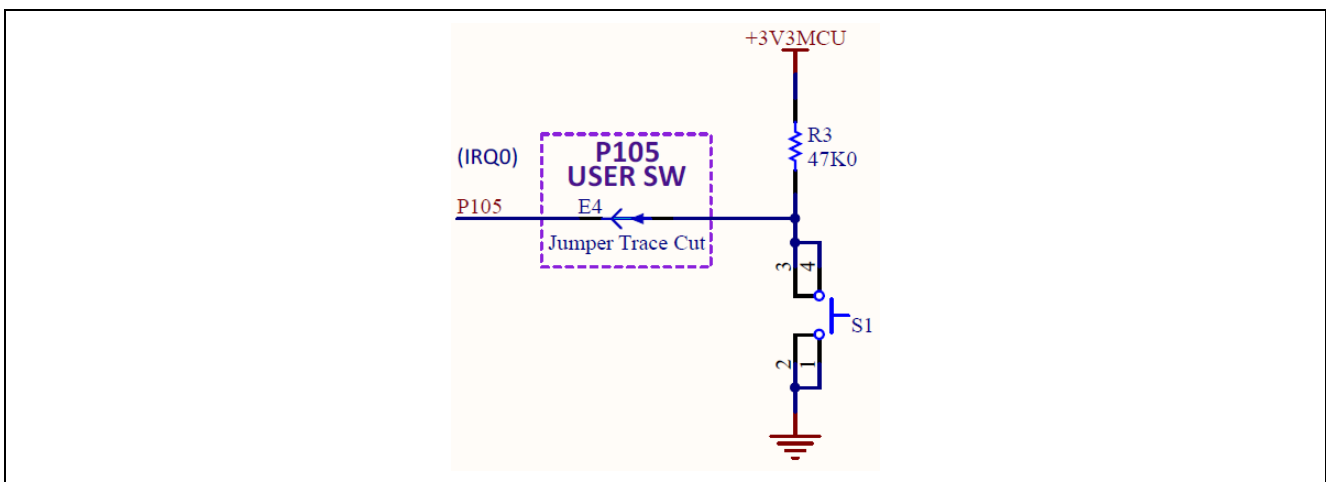 +3V3MCU
R3
47K0
(IRQ0)
P105
USER SW
P105
E4
Jumper Trace Cut
3
4
S1
2
1